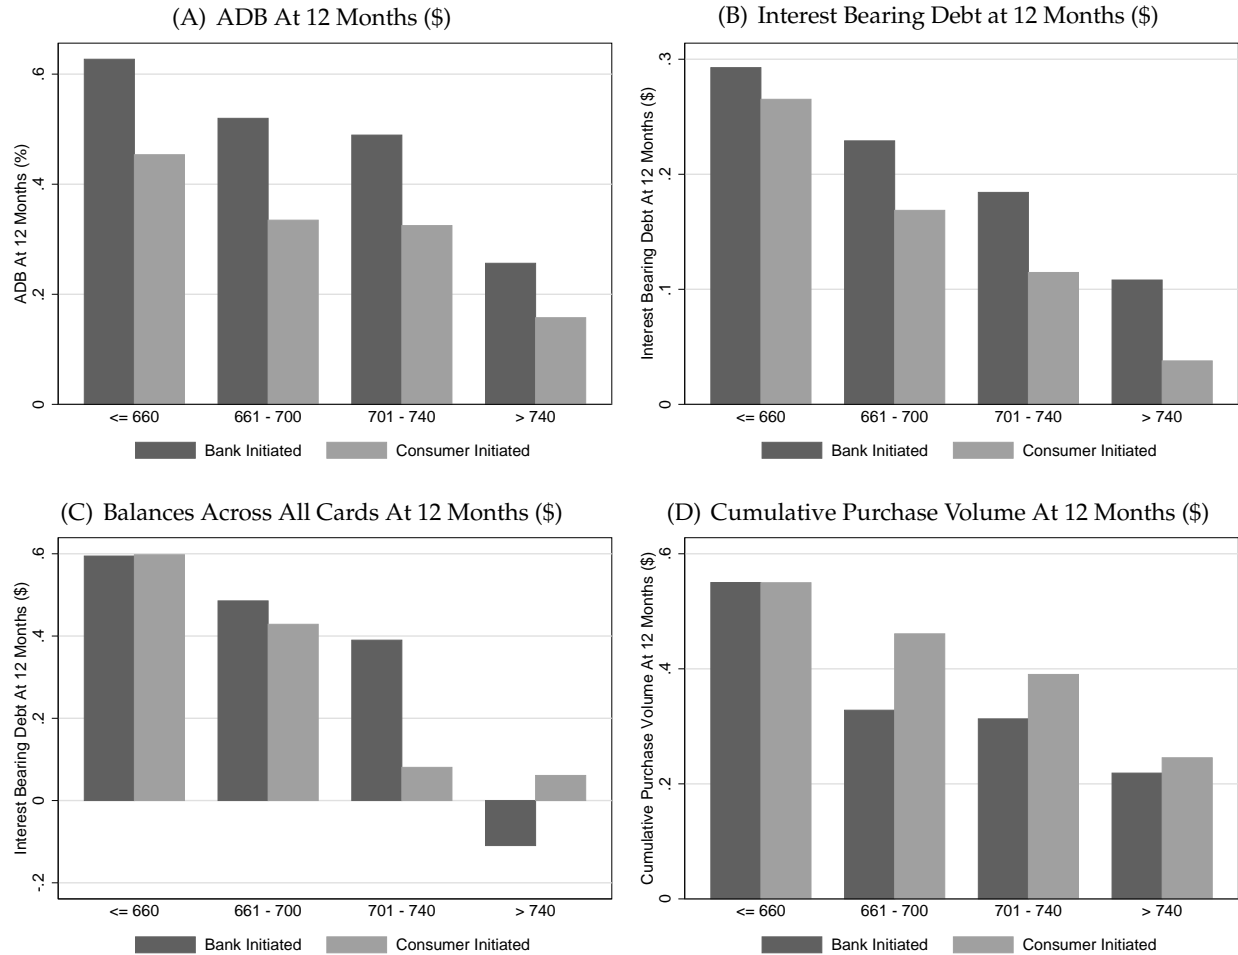 (A) ADB At 12 Months ($)
ADB At 12 Months (%)
.6
.4
.2
0
<= 660
661 - 700
701 - 740
> 740
Bank Initiated
Consumer Initiated
(B) Interest Bearing Debt at 12 Months ($)
Interest Bearing Debt At 12 Months ($)
.3
.2
.1
0
<= 660
661 - 700
701 - 740
> 740
Bank Initiated
Consumer Initiated
(C) Balances Across All Cards At 12 Months ($)
Interest Bearing Debt At 12 Months ($)
.6
.4
.2
0
-.2
<= 660
661 - 700
701 - 740
> 740
Bank Initiated
Consumer Initiated
(D) Cumulative Purchase Volume At 12 Months ($)
Cumulative Purchase Volume At 12 Months ($)
.6
.4
.2
0
<= 660
661 - 700
701 - 740
> 740
Bank Initiated
Consumer Initiated